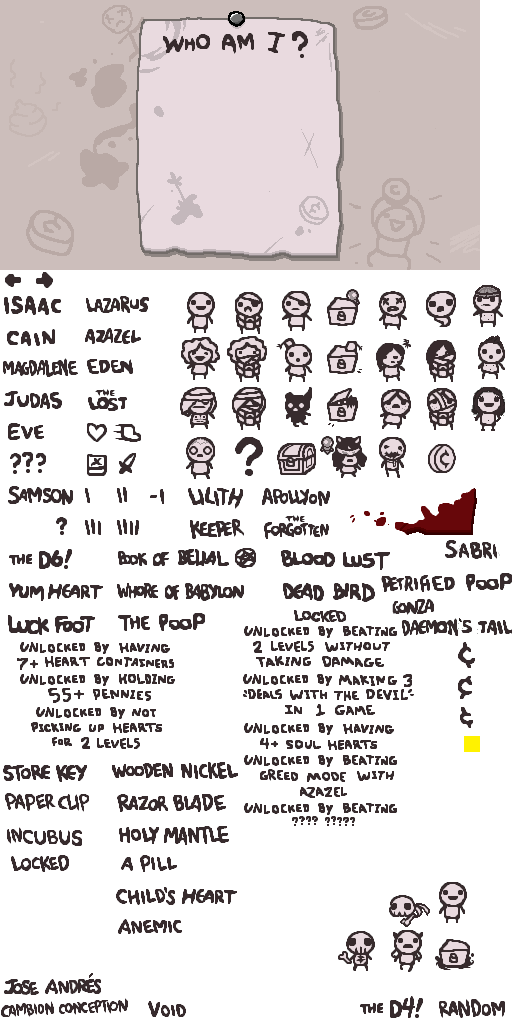 WHO AM I?
ISAAC LAZARUS
CAIN AZAZEL
MAGDALENE EDEN
JUDAS THE LOST
EVE
???
?
SAMSON I II -I LILITH APOLLYON
? III IIII KEEPER THE FORGOTTEN
THE D6! BOOK OF BELIAL BLOOD LUST SABRI
YUM HEART WHORE OF BABYLON DEAD BIRD PETRIFIED POOP
GONZA
LUCK FOOT THE POOP LOCKED DAEMON'S TAIL
UNLOCKED BY HAVING
7+ HEART CONTAINERS
UNLOCKED BY HOLDING
55+ PENNIES
UNLOCKED BY NOT
PICKING UP HEARTS
FOR 2 LEVELS
UNLOCKED BY BEATING
2 LEVELS WITHOUT
TAKING DAMAGE
UNLOCKED BY MAKING 3
"DEALS WITH THE DEVIL"
IN 1 GAME
UNLOCKED BY HAVING
4+ SOUL HEARTS
UNLOCKED BY BEATING
GREED MODE WITH
AZAZEL
UNLOCKED BY BEATING
???? ?????
¢
¢
¢
¢
STORE KEY WOODEN NICKEL
PAPER CLIP RAZOR BLADE
INCUBUS HOLY MANTLE
LOCKED A PILL
CHILD'S HEART
ANEMIC
JOSE ANDRÉS
CAMBION CONCEPTION VOID THE D4! RANDOM